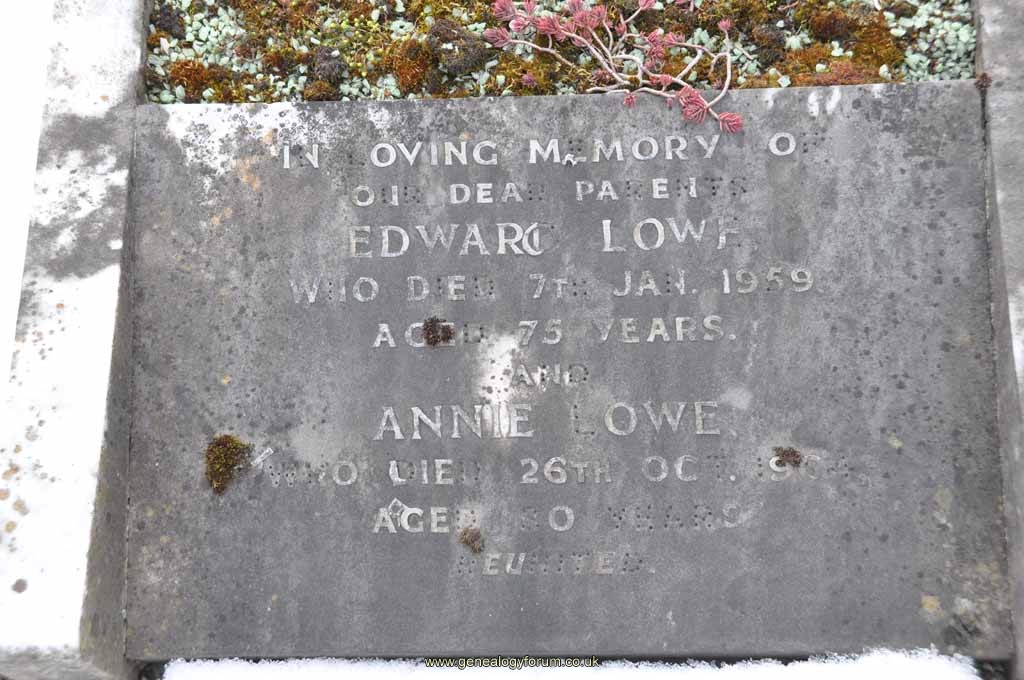 IN LOVING MEMORY OF
OUR DEAR PARENTS
EDWARD LOWE,
WHO DIED 7TH JAN. 1959
AGED 75 YEARS.
AND
ANNIE LOWE,
WHO DIED 26TH OCT.
AGED YEARS
REUNITED.
www.genealogyforum.co.uk